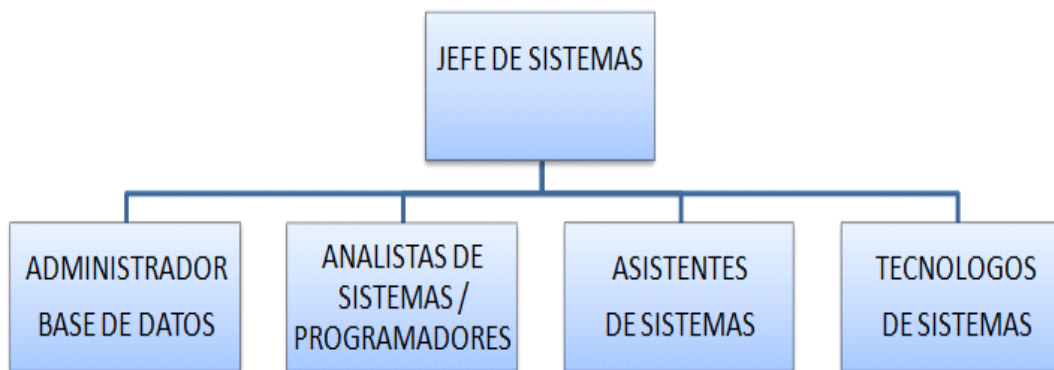 JEFE DE SISTEMAS
ADMINISTRADOR
BASE DE DATOS
ANALISTAS DE
SISTEMAS /
PROGRAMADORES
ASISTENTES
DE SISTEMAS
TECNOLOGOS
DE SISTEMAS